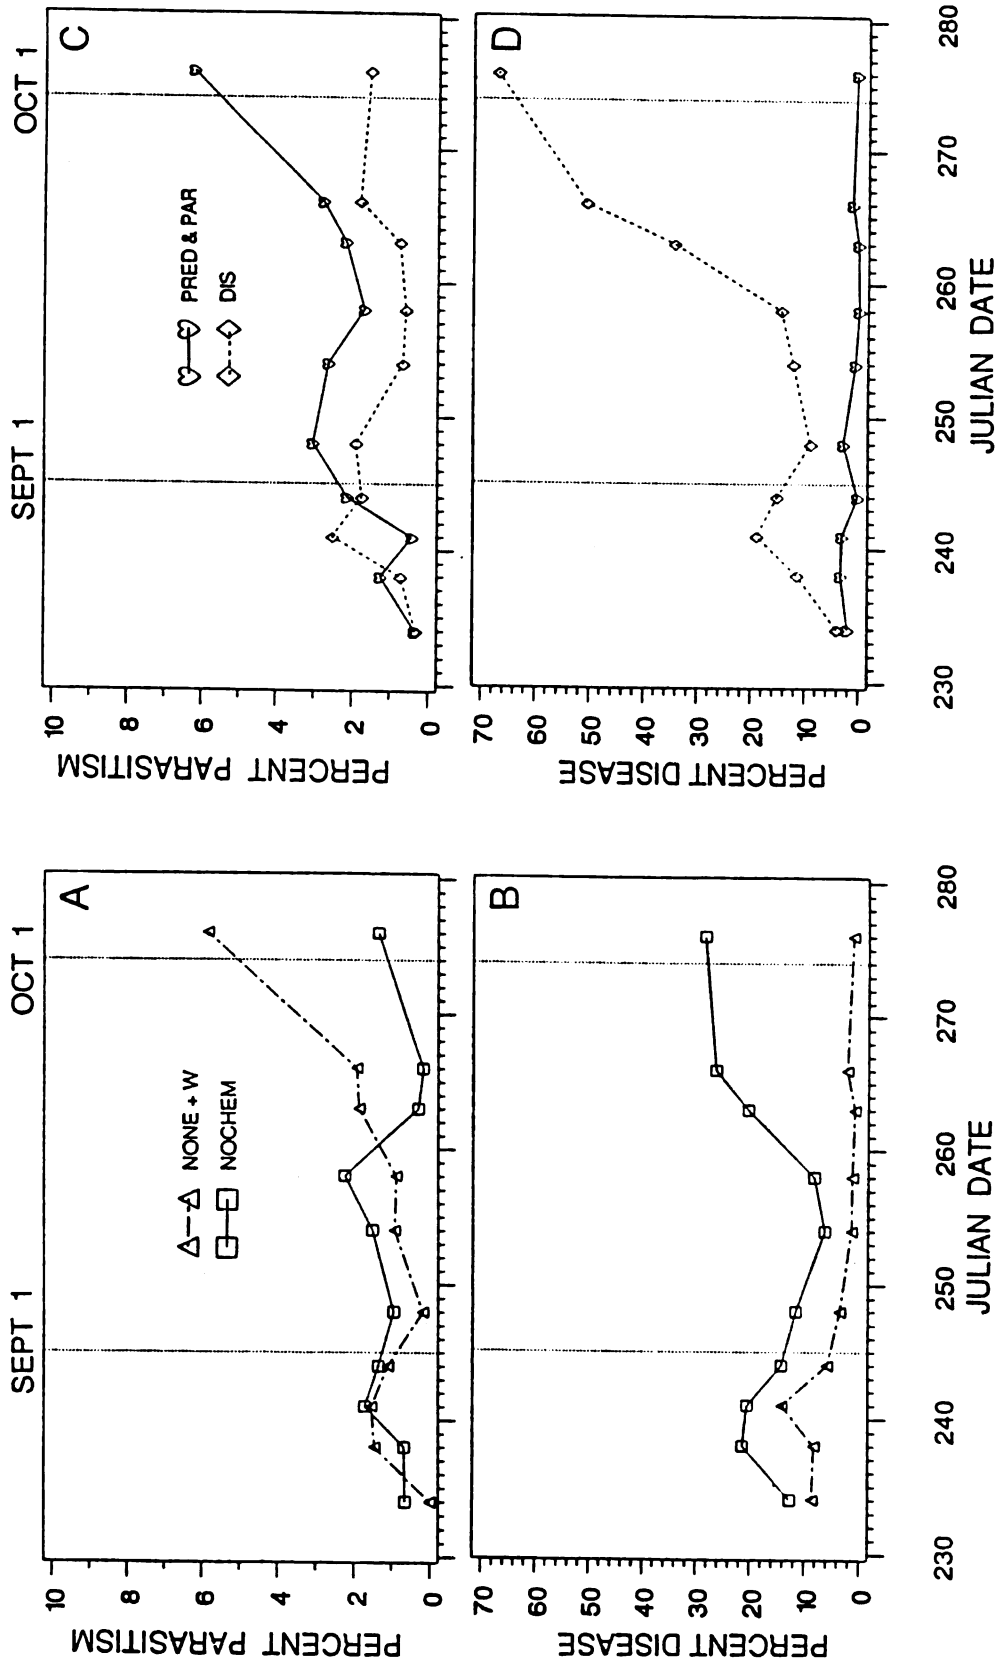 SEPT 1 OCT 1
A
NONE + W
NOCHEM
PERCENT PARASITISM
10
8
6
4
2
0
B
PERCENT DISEASE
70
60
50
40
30
20
10
0
230 240 250 260 270 280
JULIAN DATE
SEPT 1 OCT 1
C
PRED & PAR
DIS
PERCENT PARASITISM
10
8
6
4
2
0
D
PERCENT DISEASE
70
60
50
40
30
20
10
0
230 240 250 260 270 280
JULIAN DATE